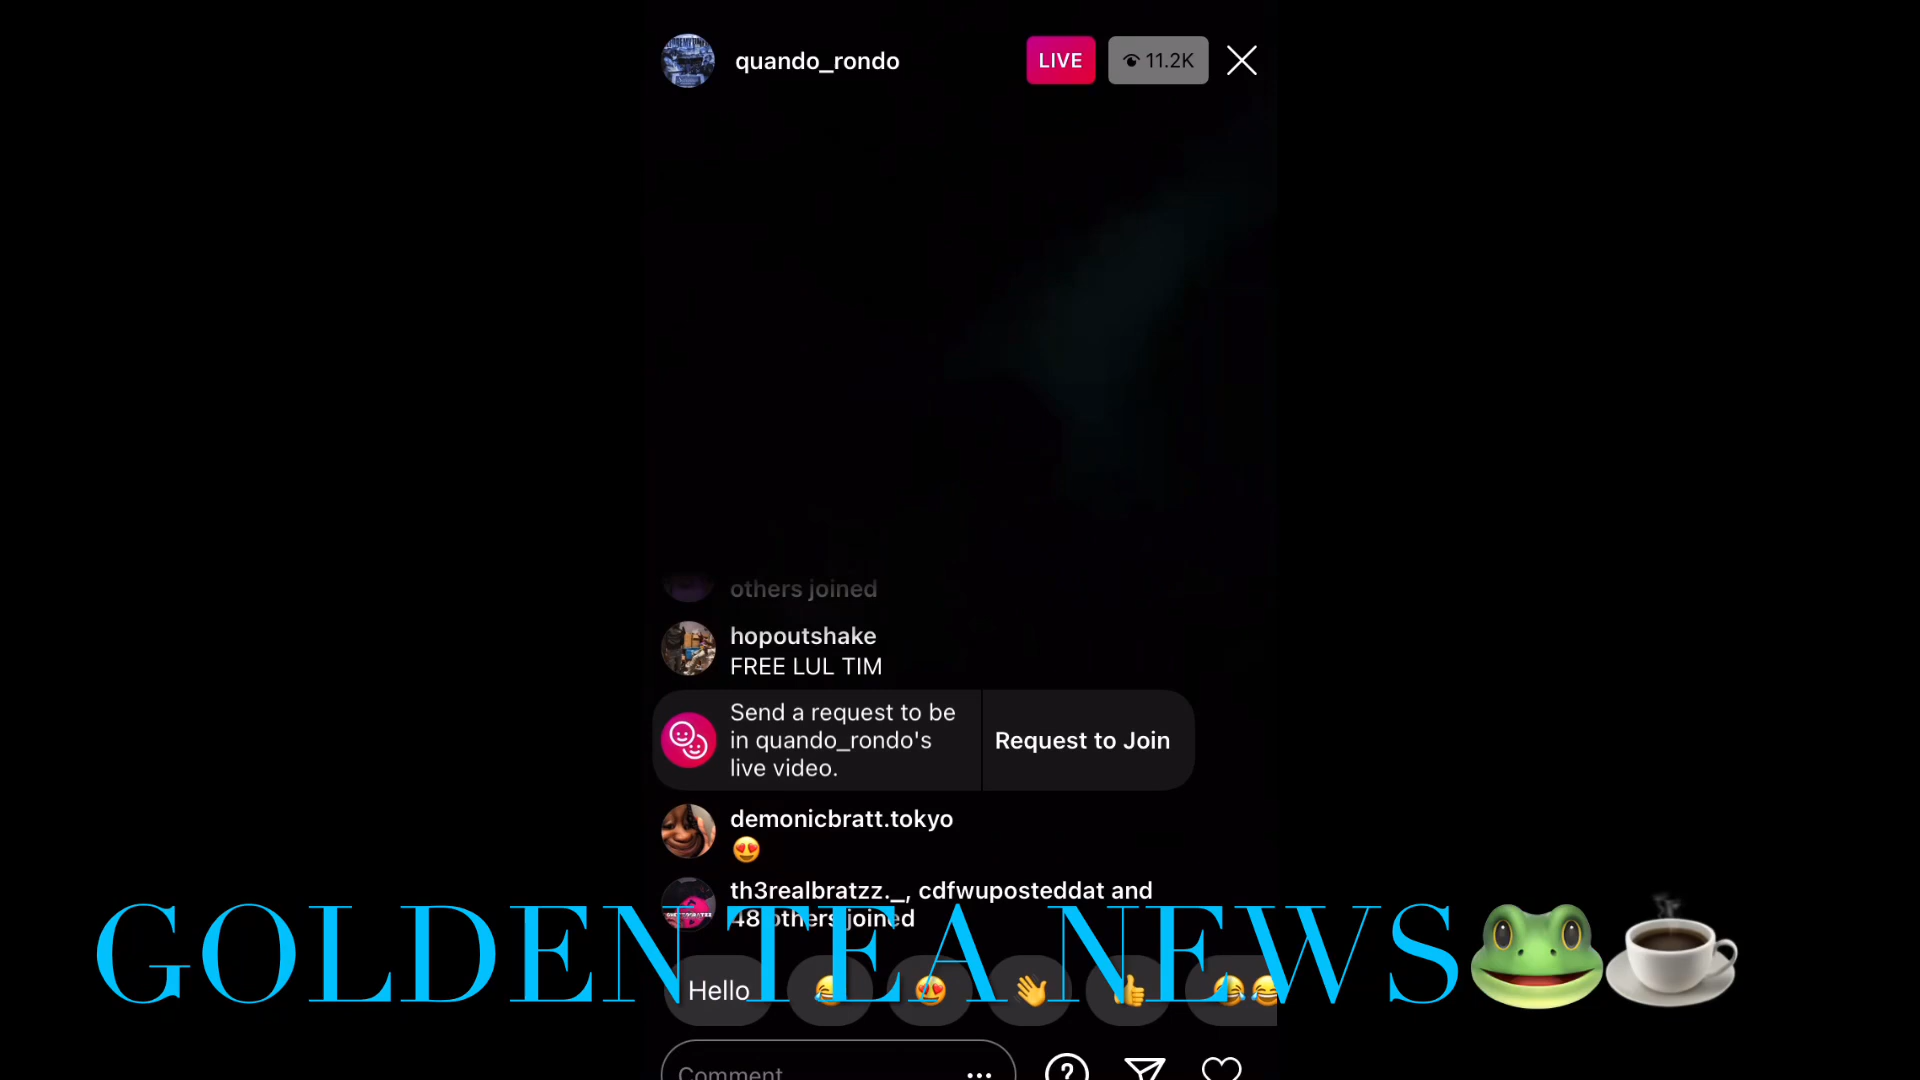 quando_rondo
LIVE
11.2K
others joined
hopoutshake
FREE LUL TIM
Send a request to be
in quando_rondo's
live video.
Request to Join
demonicbratt.tokyo
th3realbratzz._, cdfwuposteddat and
48 others joined
GOLDEN TEA NEWS
Hello
Comment